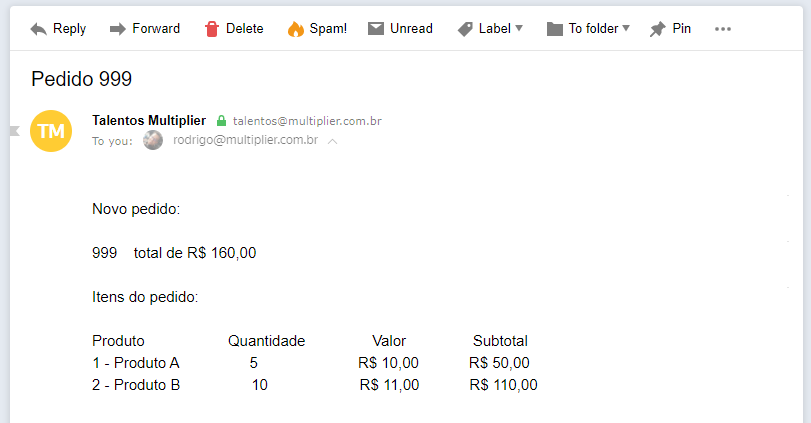 Reply Forward Delete Spam! Unread Label To folder Pin
Pedido 999
TM
Talentos Multiplier talentos@multiplier.com.br
To you: rodrigo@multiplier.com.br
Novo pedido:
999 total de R$ 160,00
Itens do pedido:
Produto Quantidade Valor Subtotal
1 - Produto A 5 R$ 10,00 R$ 50,00
2 - Produto B 10 R$ 11,00 R$ 110,00